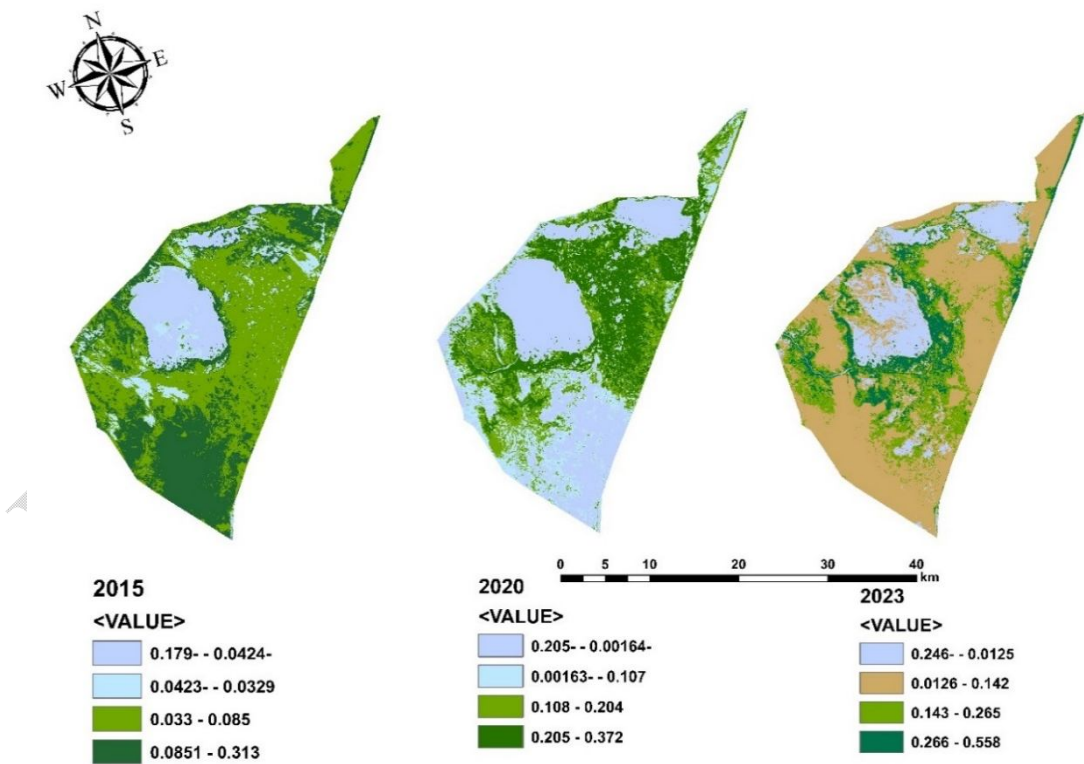 N
W
E
S
2015
<VALUE>
0.179- - 0.0424-
0.0423- - 0.0329
0.033 - 0.085
0.0851 - 0.313
0 5 10 20 30 40
km
2020
<VALUE>
0.205- - 0.00164-
0.00163- - 0.107
0.108 - 0.204
0.205 - 0.372
2023
<VALUE>
0.246- - 0.0125
0.0126 - 0.142
0.143 - 0.265
0.266 - 0.558